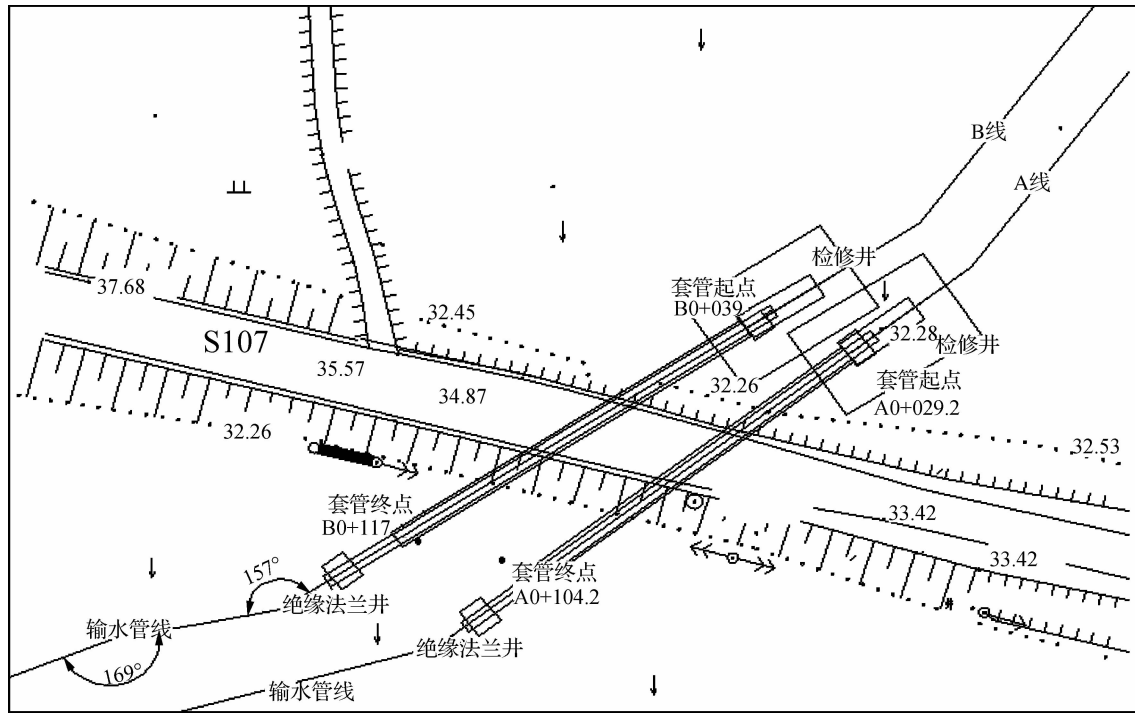 B线
A线
检修井
套管起点
B0+039
37.68
32.45
S107
32.28
检修井
35.57
套管起点
A0+029.2
32.26
34.87
32.26
32.53
套管终点
B0+117
33.42
33.42
套管终点
A0+104.2
157°
绝缘法兰井
输水管线
绝缘法兰井
169°
输水管线